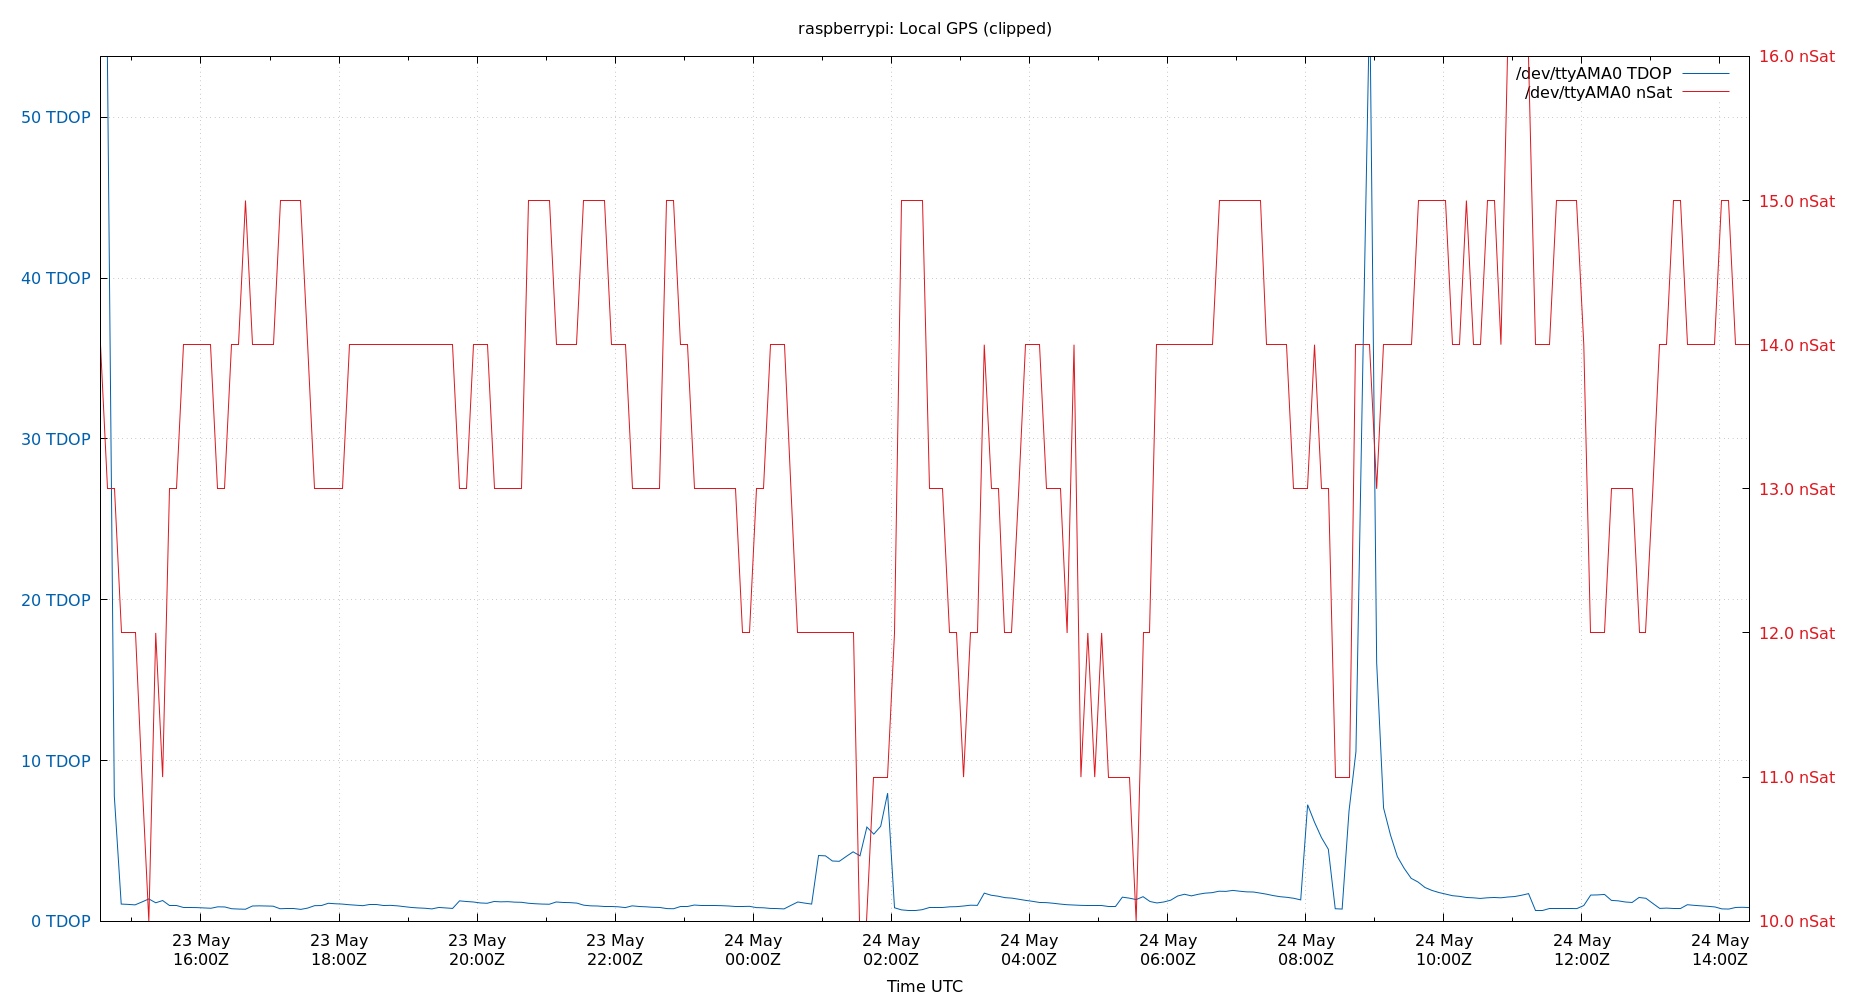 raspberrypi: Local GPS (clipped)
/dev/ttyAMA0 TDOP
/dev/ttyAMA0 nSat
50 TDOP
40 TDOP
30 TDOP
20 TDOP
10 TDOP
0 TDOP
16.0 nSat
15.0 nSat
14.0 nSat
13.0 nSat
12.0 nSat
11.0 nSat
10.0 nSat
23 May
16:00Z
23 May
18:00Z
23 May
20:00Z
23 May
22:00Z
24 May
00:00Z
24 May
02:00Z
24 May
04:00Z
24 May
06:00Z
24 May
08:00Z
24 May
10:00Z
24 May
12:00Z
24 May
14:00Z
Time UTC